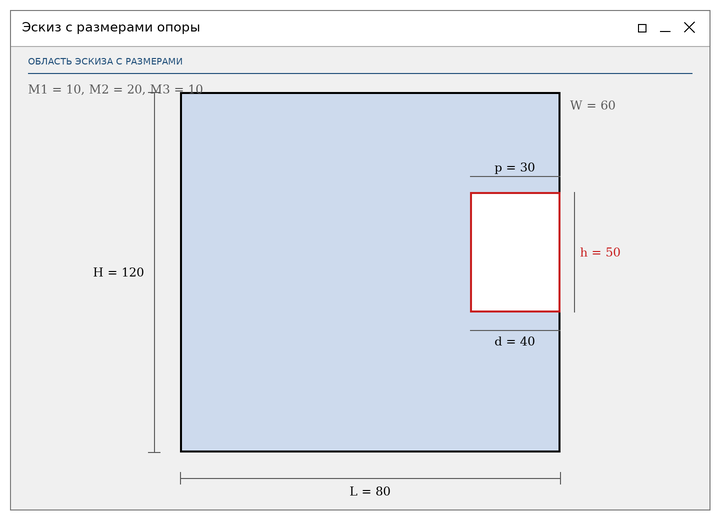 Эскиз с размерами опоры
ОБЛАСТЬ ЭСКИЗА С РАЗМЕРАМИ
M1 = 10, M2 = 20, M3 = 10
W = 60
p = 30
h = 50
H = 120
d = 40
L = 80